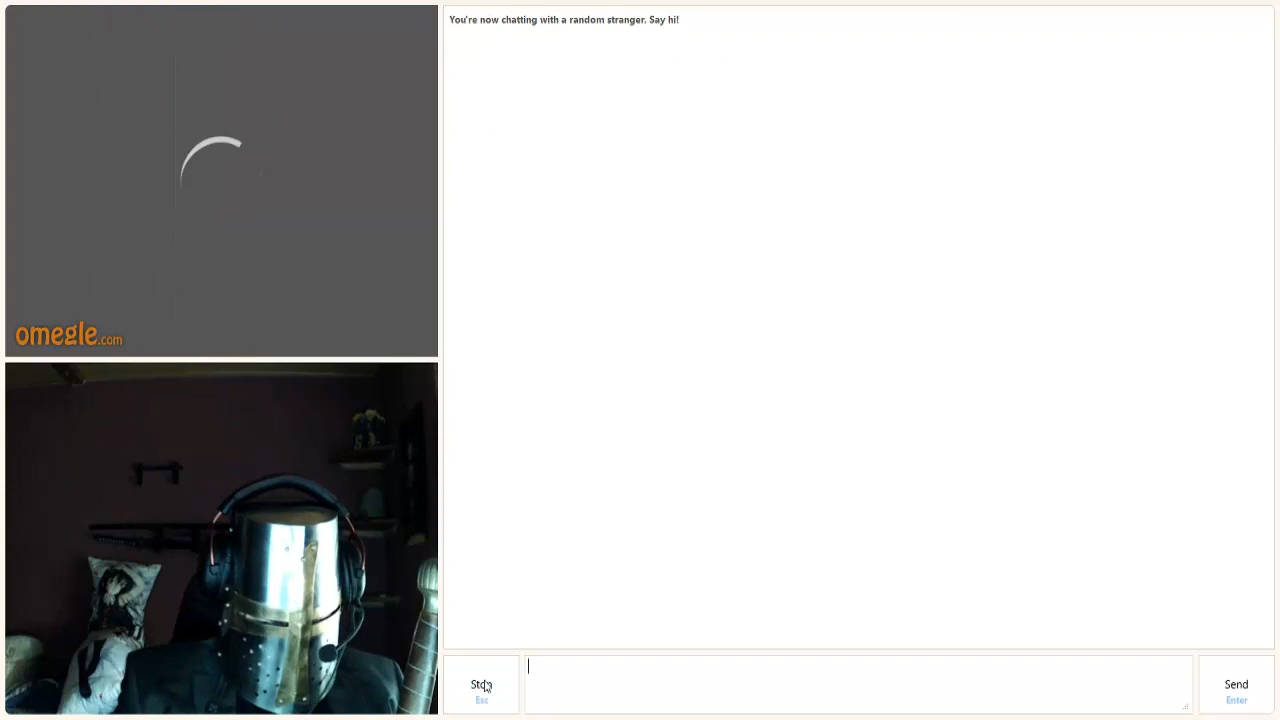 You're now chatting with a random stranger. Say hi!
omegle.com
Stop
Esc
Send
Enter